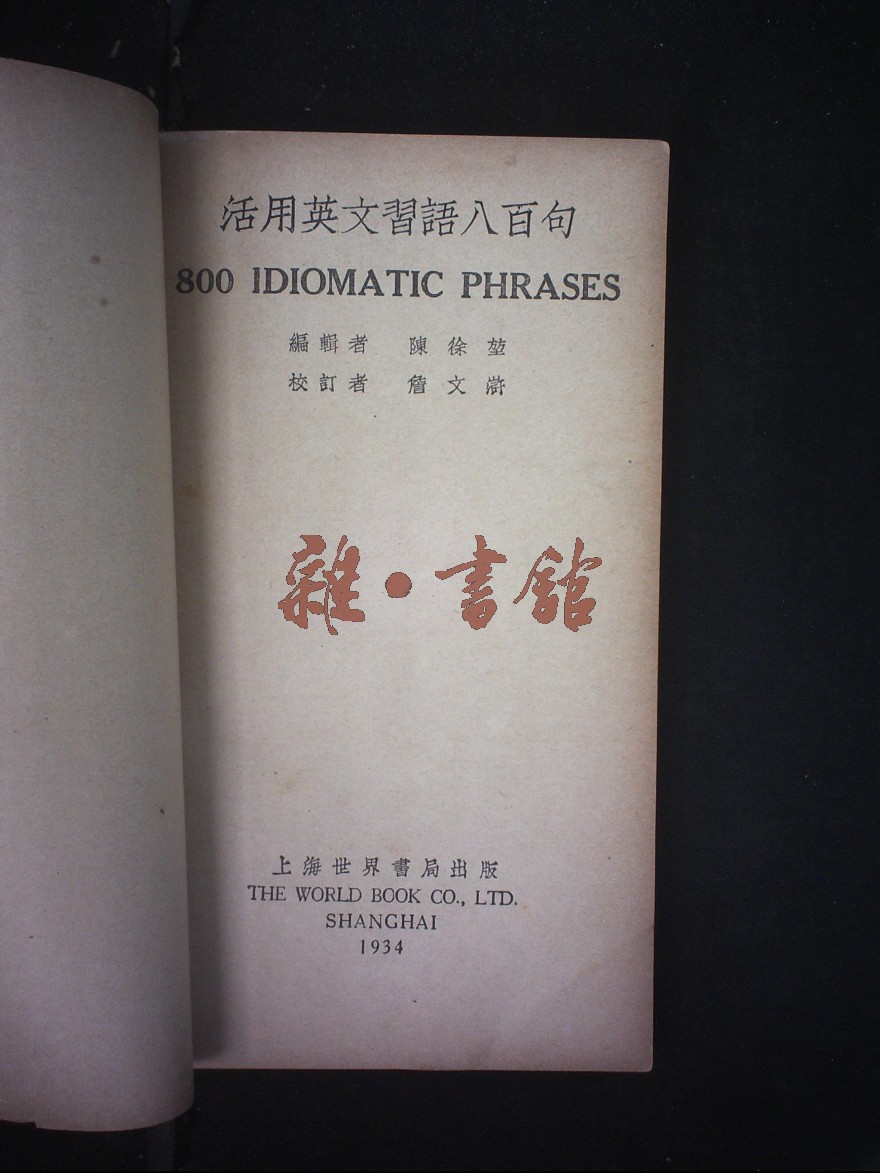 活用英文習語八百句
800 IDIOMATIC PHRASES
編輯者 陳徐堃
校訂者 詹文滸
雜·書館
上海世界書局出版
THE WORLD BOOK CO., LTD.
SHANGHAI
1934